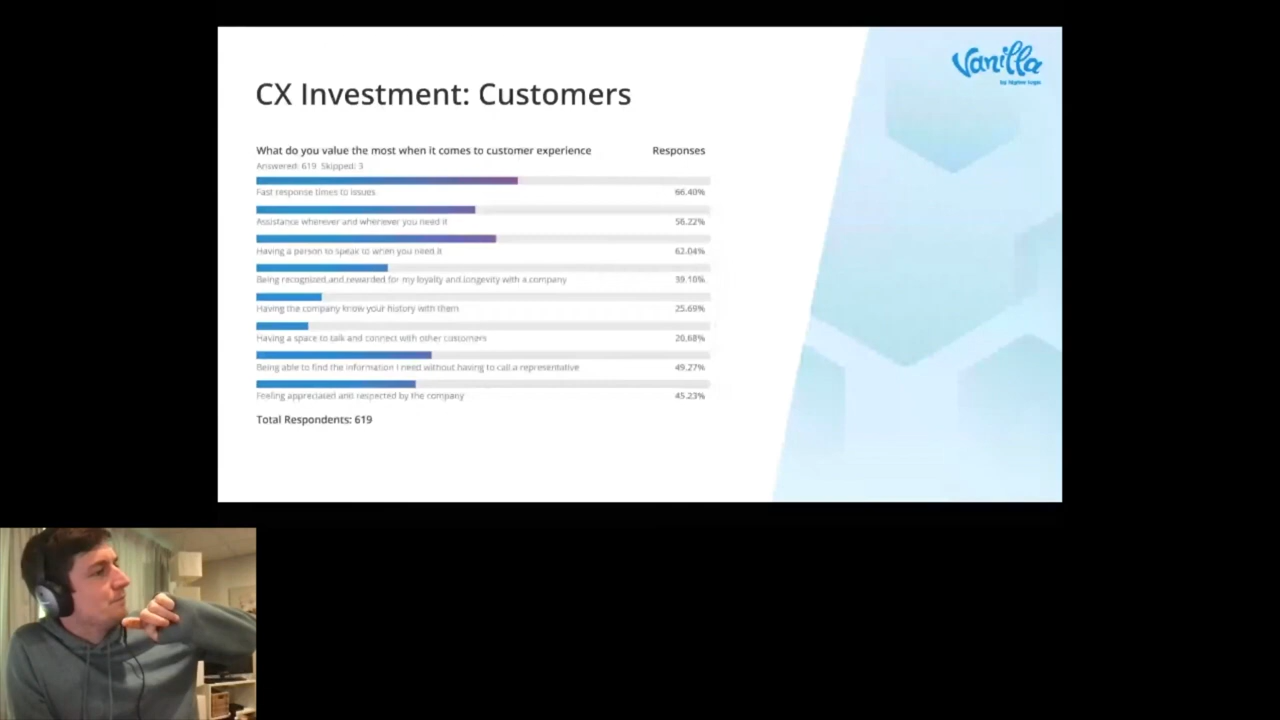 Vanilla
by Higher Logic
CX Investment: Customers
What do you value the most when it comes to customer experience Responses
Answered: 619 Skipped: 3
Fast response times to issues 66.40%
Assistance wherever and whenever you need it 56.22%
Having a person to speak to when you need it 62.04%
Being recognized and rewarded for my loyalty and longevity with a company 39.10%
Having the company know your history with them 25.69%
Having a space to talk and connect with other customers 20.68%
Being able to find the information I need without having to call a representative 49.27%
Feeling appreciated and respected by the company 45.23%
Total Respondents: 619